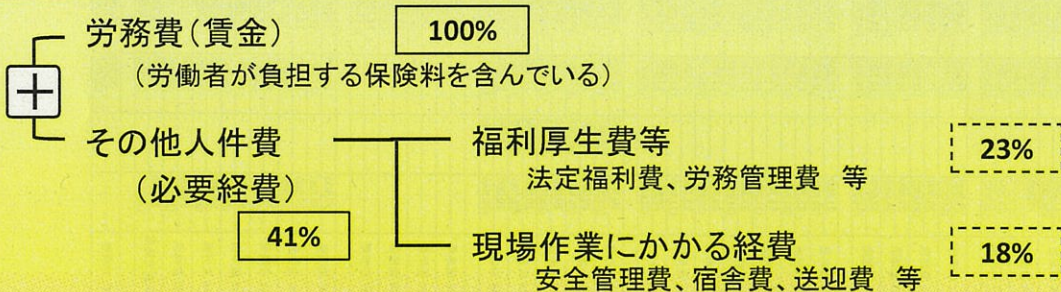 労務費(賃金) 100%
(労働者が負担する保険料を含んでいる)
+
その他人件費
(必要経費)
41%
福利厚生費等 23%
法定福利費、労務管理費 等
現場作業にかかる経費 18%
安全管理費、宿舎費、送迎費 等